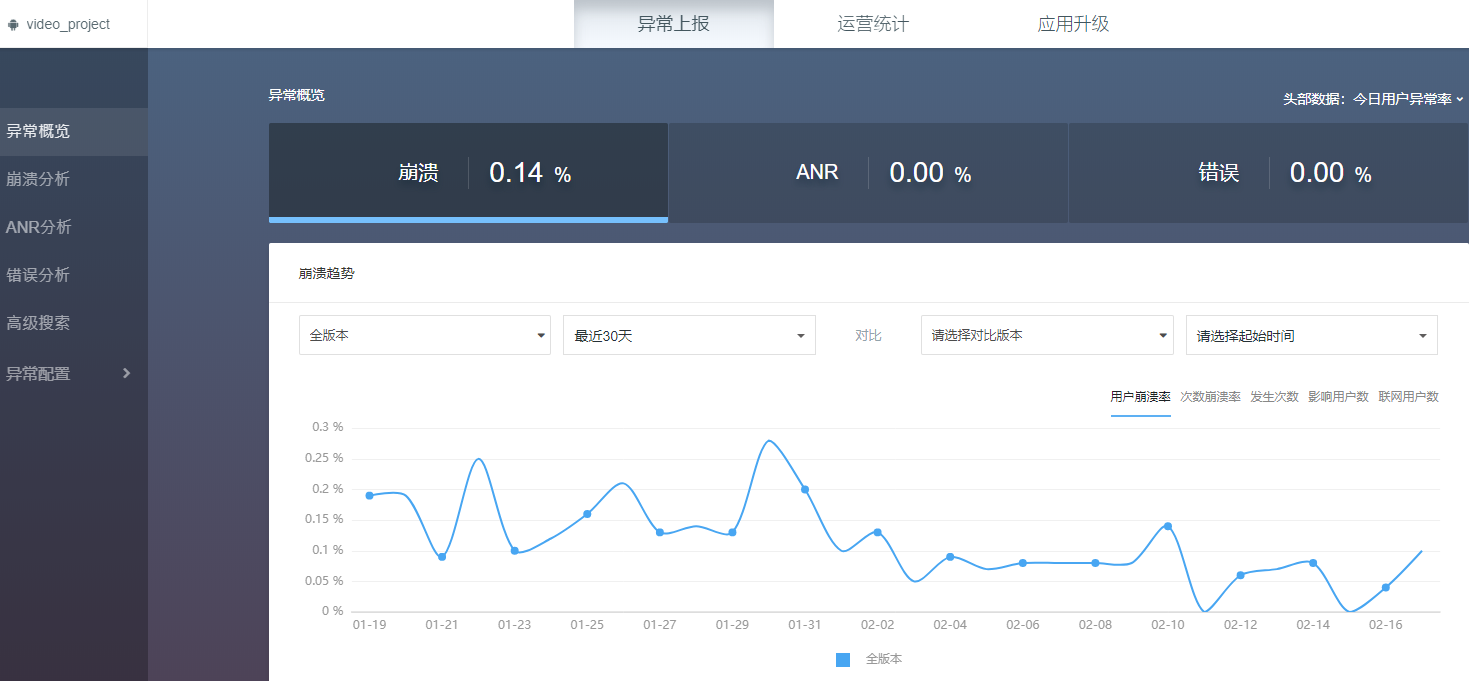 video_project
异常上报 运营统计 应用升级
异常概览
崩溃分析
ANR分析
错误分析
高级搜索
异常配置
异常概览
头部数据：今日用户异常率
崩溃 0.14 %
ANR 0.00 %
错误 0.00 %
崩溃趋势
全版本 最近30天 对比 请选择对比版本 请选择起始时间
用户崩溃率 次数崩溃率 发生次数 影响用户数 联网用户数
0.3 %
0.25 %
0.2 %
0.15 %
0.1 %
0.05 %
0 %
01-19 01-21 01-23 01-25 01-27 01-29 01-31 02-02 02-04 02-06 02-08 02-10 02-12 02-14 02-16
全版本